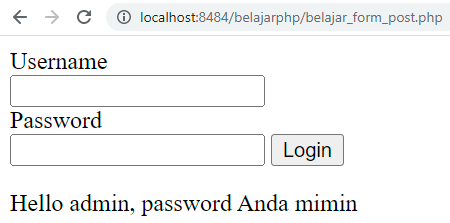 localhost:8484/belajarphp/belajar_form_post.php
Username
Password
Login
Hello admin, password Anda mimin